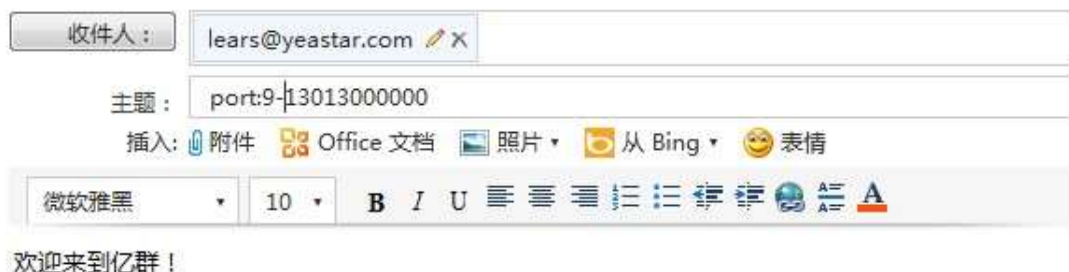 收件人： lears@yeastar.com
主题： port:9-13013000000
插入: 附件 Office 文档 照片 从 Bing 表情
微软雅黑 10 B I U A
欢迎来到亿群！